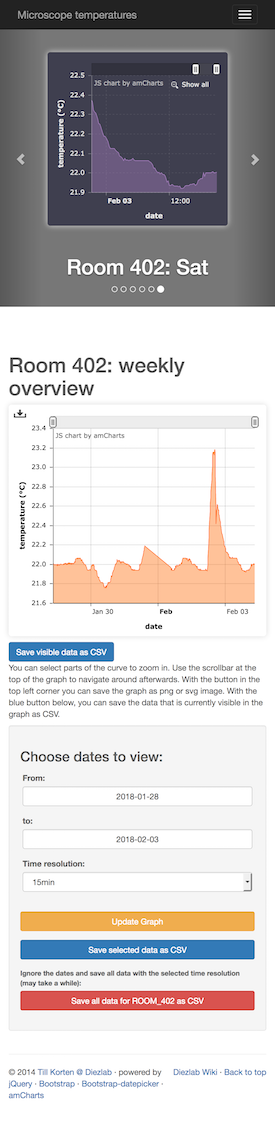 Microscope temperatures
22.5
JS chart by amCharts
Show all
22.4
22.3
22.2
22.1
22.0
21.9
temperature (°C)
Feb 03
12:00
date
Room 402: Sat
Room 402: weekly
overview
23.4
JS chart by amCharts
23.2
23.0
22.8
22.6
22.4
22.2
22.0
21.8
21.6
temperature (°C)
Jan 30
Feb
Feb 03
date
Save visible data as CSV
You can select parts of the curve to zoom in. Use the scrollbar at the
top of the graph to navigate around afterwards. With the button in the
top left corner you can save the graph as png or svg image. With the
blue button below, you can save the data that is currently visible in the
graph as CSV.
Choose dates to view:
From:
2018-01-28
to:
2018-02-03
Time resolution:
15min
Update Graph
Save selected data as CSV
Ignore the dates and save all data with the selected time resolution
(may take a while):
Save all data for ROOM_402 as CSV
© 2014 Till Korten @ Diezlab · powered by
jQuery · Bootstrap · Bootstrap-datepicker ·
amCharts
Diezlab Wiki · Back to top